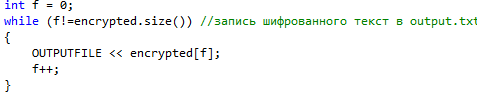 int f = 0;
while (f!=encrypted.size()) //запись шифрованного текст в output.txt
{
OUTPUTFILE << encrypted[f];
f++;
}